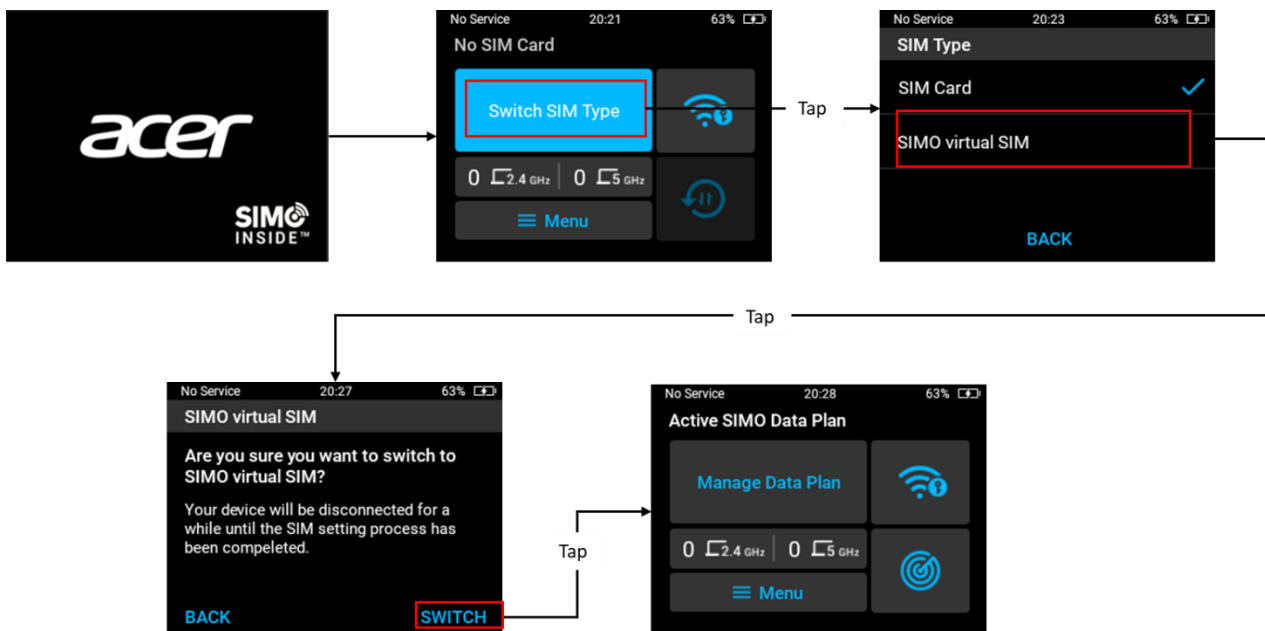 acer
SIMO
INSIDE™
No Service 20:21 63%
No SIM Card
Switch SIM Type
0 2.4 GHz 0 5 GHz
Menu
Tap
No Service 20:23 63%
SIM Type
SIM Card
SIMO virtual SIM
BACK
Tap
No Service 20:27 63%
SIMO virtual SIM
Are you sure you want to switch to
SIMO virtual SIM?
Your device will be disconnected for a
while until the SIM setting process has
been compeleted.
BACK SWITCH
Tap
No Service 20:28 63%
Active SIMO Data Plan
Manage Data Plan
0 2.4 GHz 0 5 GHz
Menu